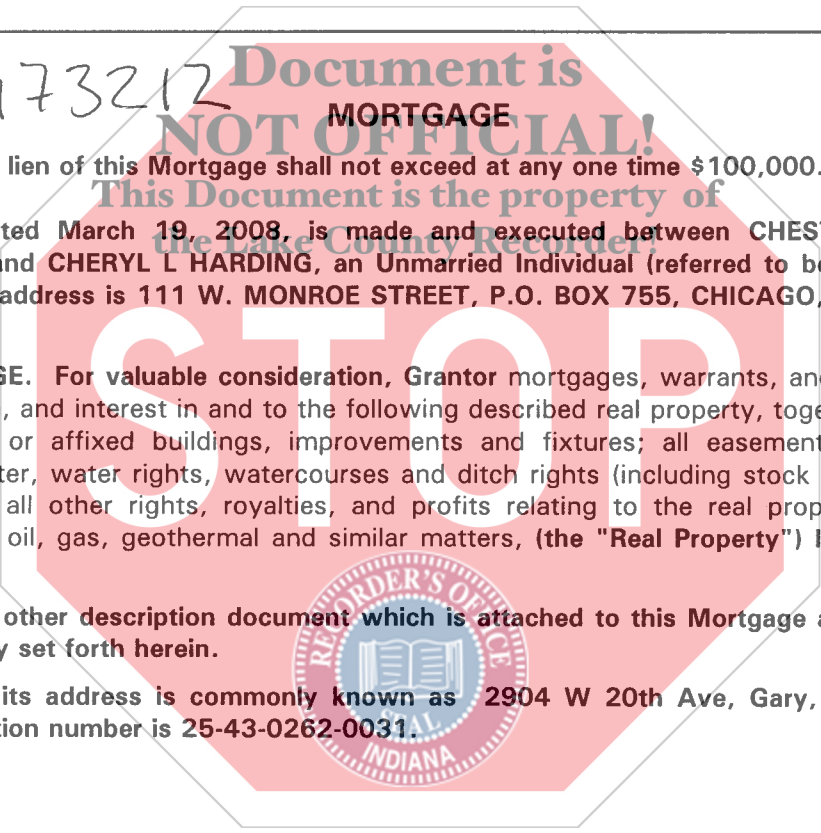 173212
Document is
MORTGAGE
NOT OFFICIAL!
lien of this Mortgage shall not exceed at any one time $100,000.
This Document is the property of
ted March 19, 2008, is made and executed between CHEST
the Lake County Recorder!
nd CHERYL L HARDING, an Unmarried Individual (referred to be
address is 111 W. MONROE STREET, P.O. BOX 755, CHICAGO,
STOP!
GE. For valuable consideration, Grantor mortgages, warrants, an
, and interest in and to the following described real property, toge
or affixed buildings, improvements and fixtures; all easement
ter, water rights, watercourses and ditch rights (including stock
all other rights, royalties, and profits relating to the real prop
oil, gas, geothermal and similar matters, (the "Real Property")
other description document which is attached to this Mortgage a
y set forth herein.
its address is commonly known as 2904 W 20th Ave, Gary,
tion number is 25-43-0262-0031.
RECORDER'S OFFICE
SEAL
INDIANA